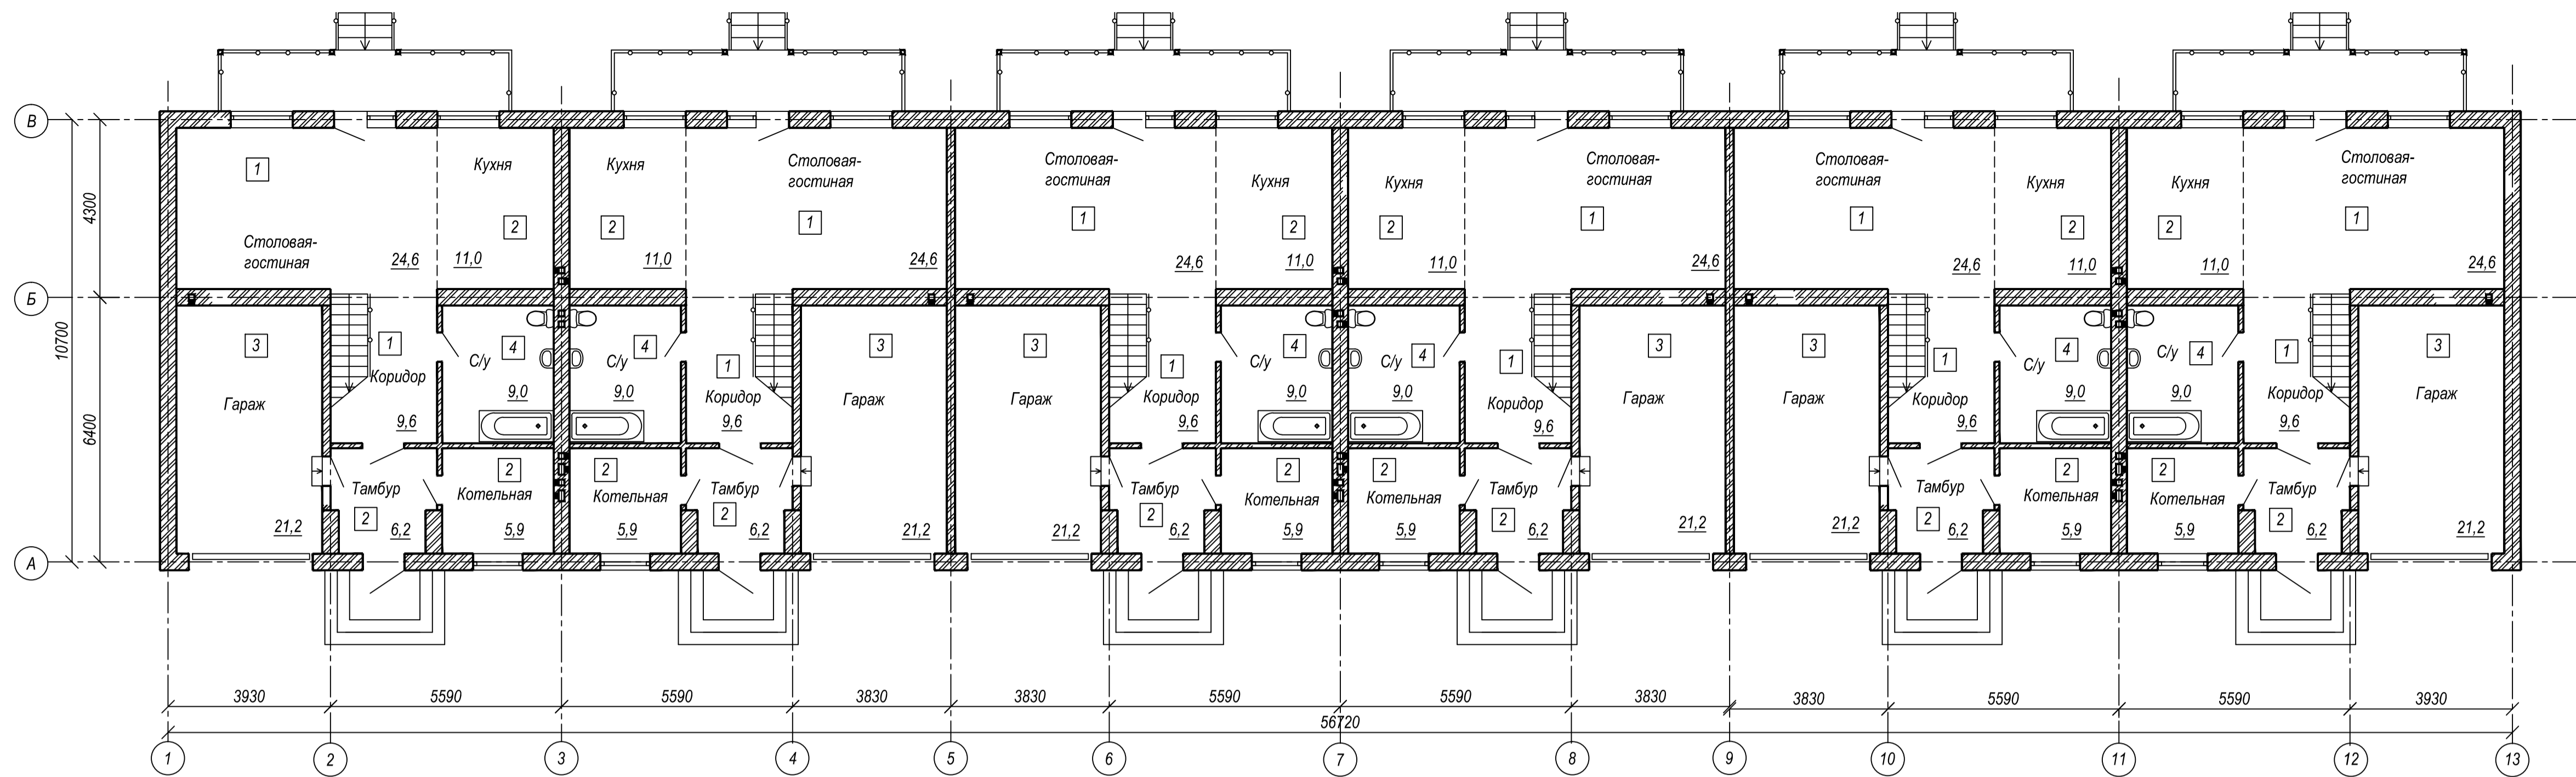 В
Кухня
Кухня
Столовая-
гостиная
Столовая-
гостиная
Кухня
Кухня
Столовая-
гостиная
Столовая-
гостиная
Кухня
Кухня
Столовая-
гостиная
1
2
2
1
1
2
2
1
1
2
2
1
4300
Столовая-
гостиная
24,6
11,0
11,0
24,6
24,6
11,0
11,0
24,6
24,6
11,0
11,0
24,6
Б
10700
3
1
4
4
1
3
3
1
4
4
1
3
3
1
4
4
1
3
С/у
С/у
С/у
С/у
С/у
С/у
Коридор
Коридор
Коридор
Коридор
Коридор
Коридор
Гараж
Гараж
Гараж
Гараж
Гараж
Гараж
9,0
9,0
9,0
9,0
9,0
9,0
6400
9,6
9,6
9,6
9,6
9,6
9,6
2
2
2
2
2
2
Тамбур
Котельная
Котельная
Тамбур
Тамбур
Котельная
Котельная
Тамбур
Тамбур
Котельная
Котельная
Тамбур
2
2
2
2
2
2
21,2
6,2
5,9
5,9
6,2
21,2
21,2
6,2
5,9
5,9
6,2
21,2
21,2
6,2
5,9
5,9
6,2
21,2
А
3930
5590
5590
3830
3830
5590
5590
3830
3830
5590
5590
3930
56720
1
2
3
4
5
6
7
8
9
10
11
12
13